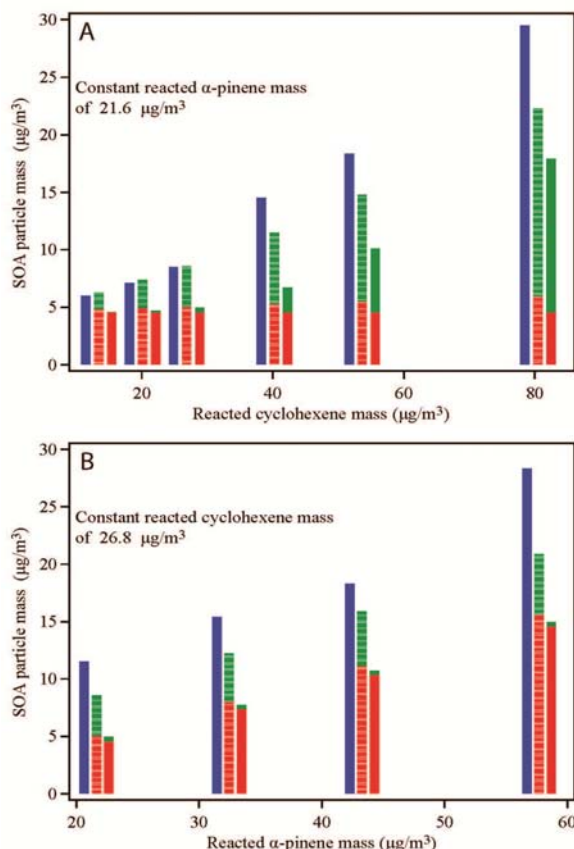 A
Constant reacted α-pinene mass
of 21.6 µg/m³
SOA particle mass (µg/m³)
30
25
20
15
10
5
0
20 40 60 80
Reacted cyclohexene mass (µg/m³)
B
Constant reacted cyclohexene mass
of 26.8 µg/m³
SOA particle mass (µg/m³)
30
25
20
15
10
5
0
20 30 40 50 60
Reacted α-pinene mass (µg/m³)